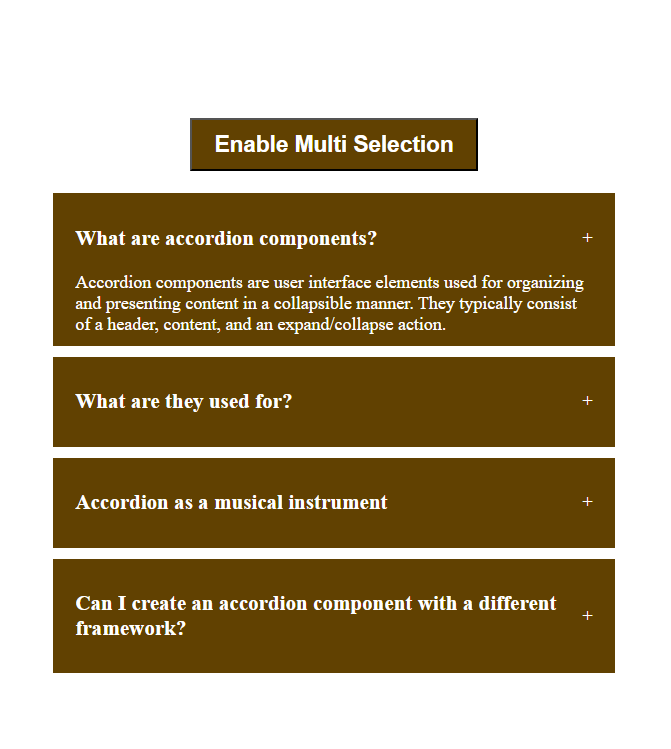 Enable Multi Selection
What are accordion components?
+
Accordion components are user interface elements used for organizing
and presenting content in a collapsible manner. They typically consist
of a header, content, and an expand/collapse action.
What are they used for?
+
Accordion as a musical instrument
+
Can I create an accordion component with a different
framework?
+